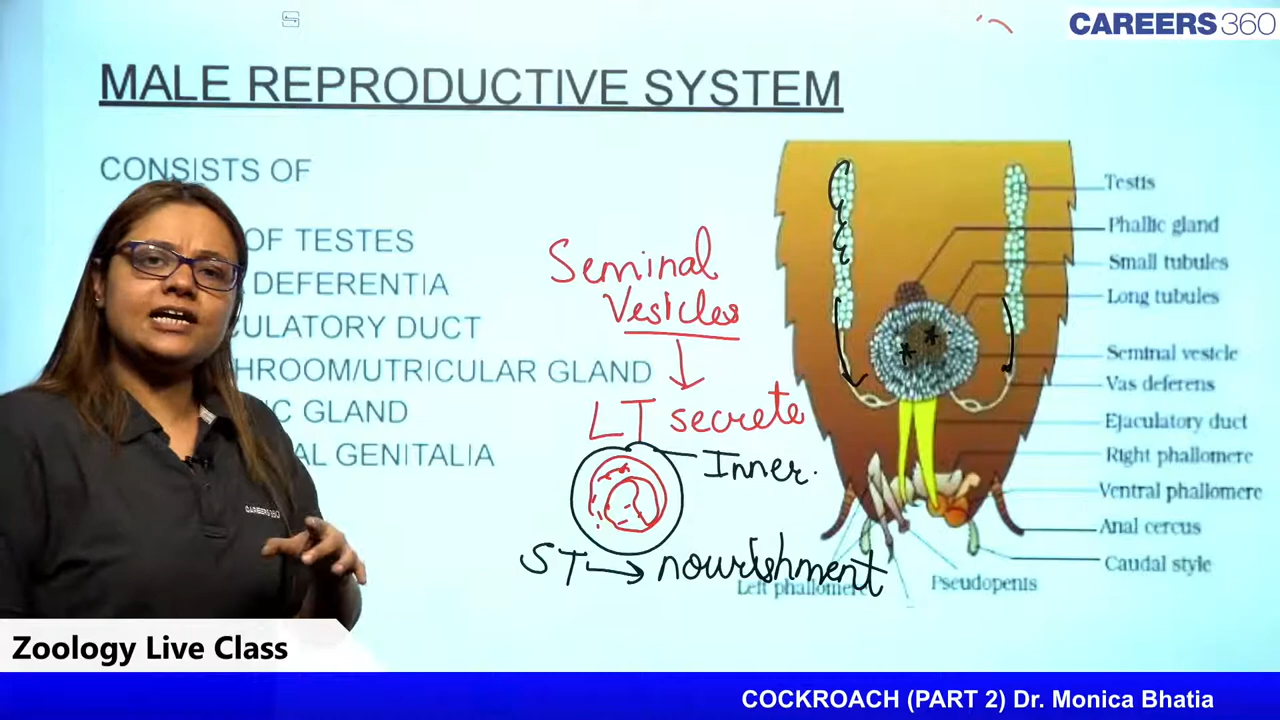 CAREERS360
MALE REPRODUCTIVE SYSTEM
CONSISTS OF
OF TESTES
DEFERENTIA
CULATORY DUCT
HROOM/UTRICULAR GLAND
IC GLAND
AL GENITALIA
Seminal
Vesicles
LT secrete
Inner.
ST → nourishment
Testis
Phallic gland
Small tubules
Long tubules
Seminal vesicle
Vas deferens
Ejaculatory duct
Right phallomere
Ventral phallomere
Anal cercus
Caudal style
Pseudopenis
Left phallomere
CAREERS360
Zoology Live Class
COCKROACH (PART 2) Dr. Monica Bhatia